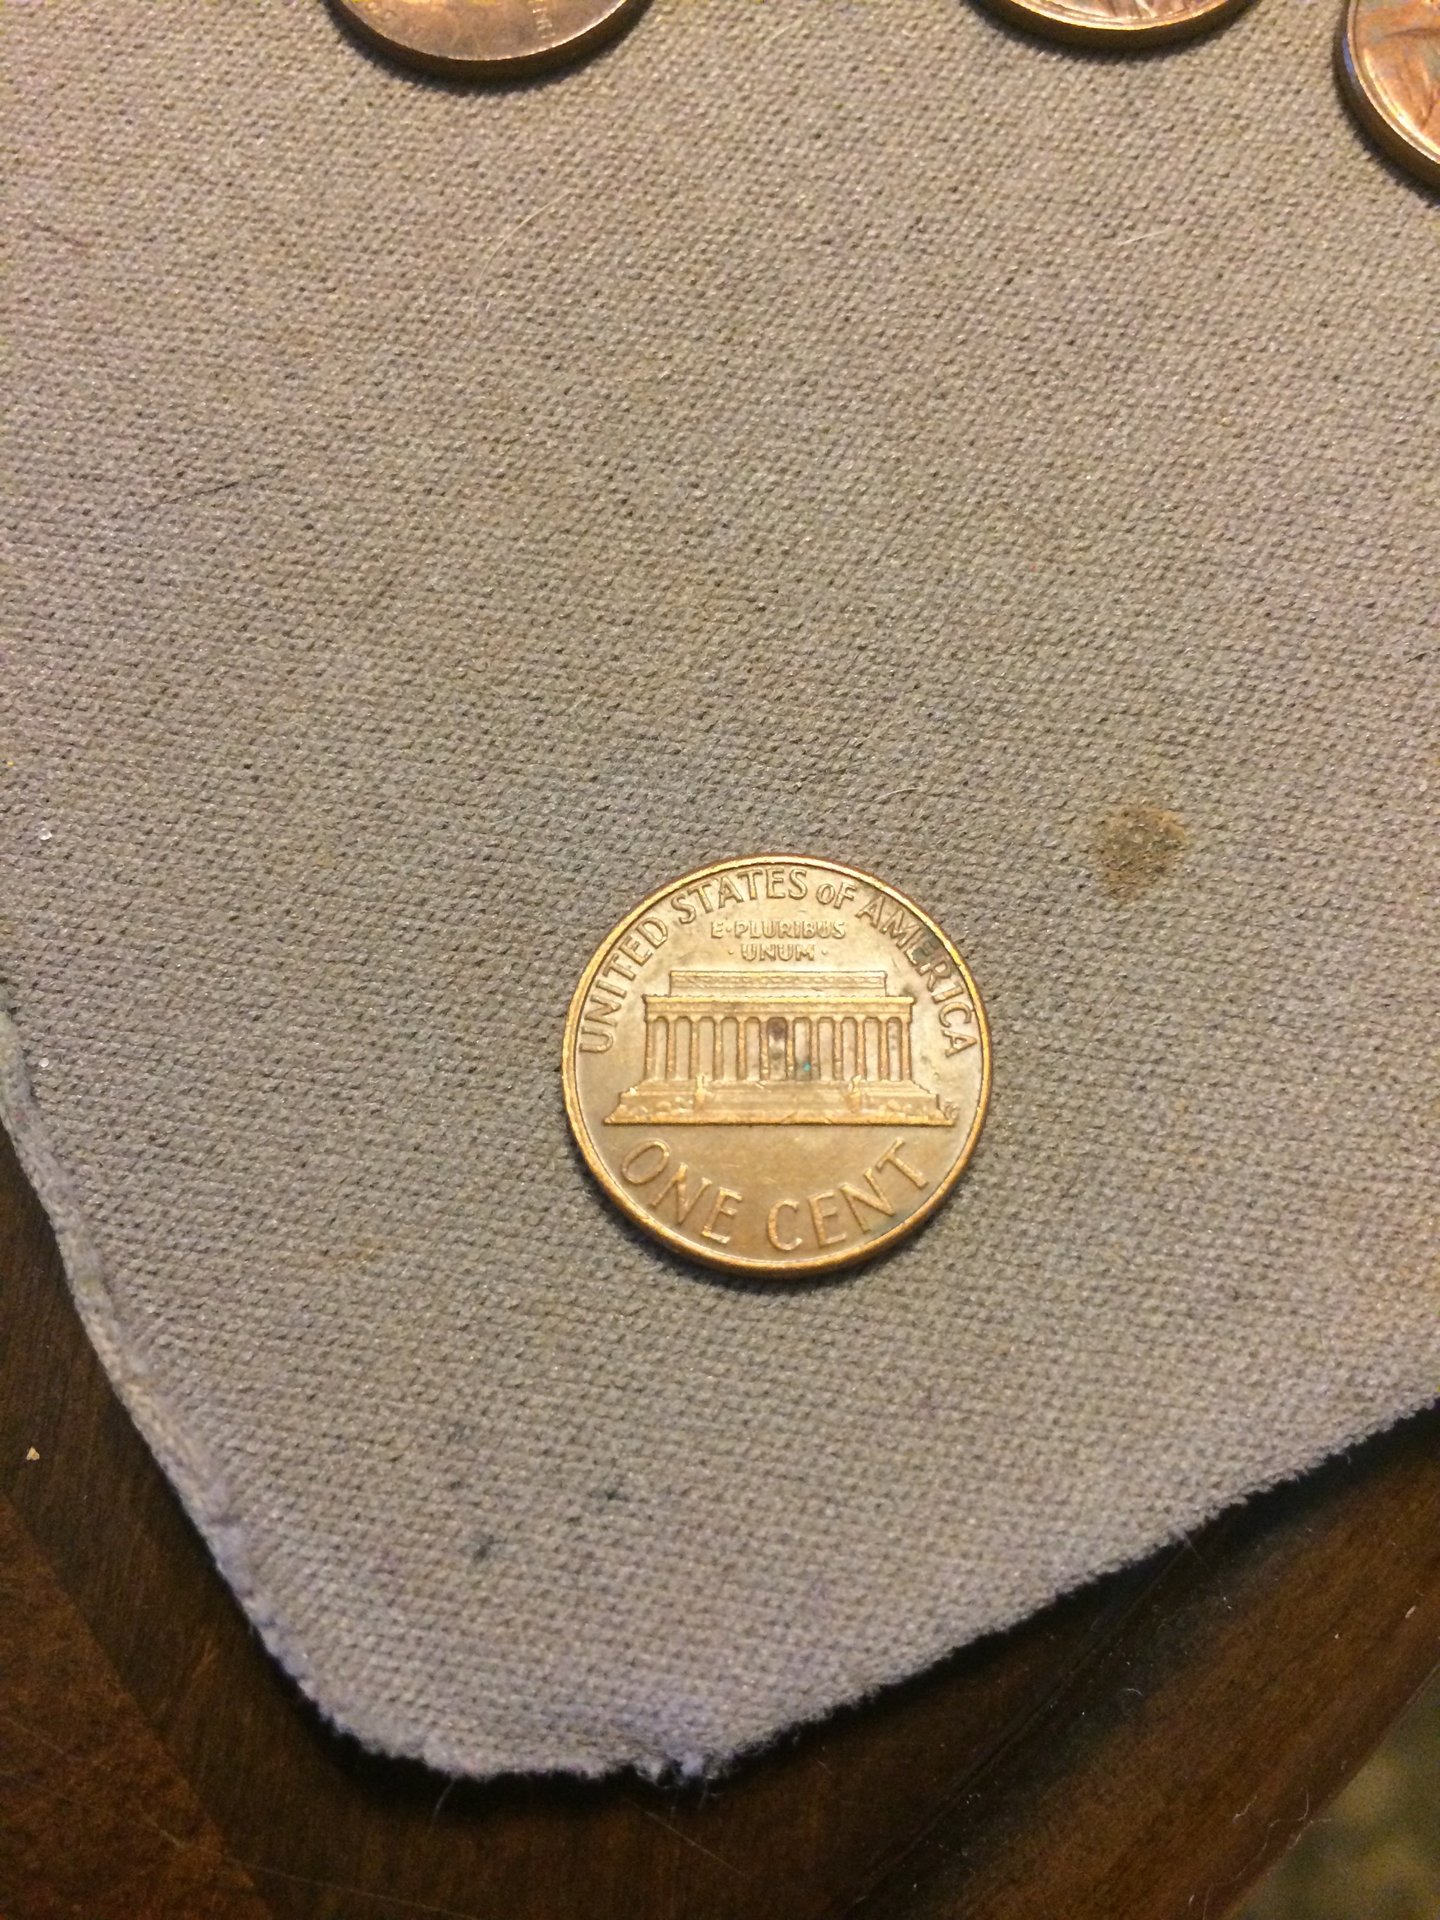 UNITED STATES OF AMERICA
E·PLURIBUS
·UNUM·
ONE CENT